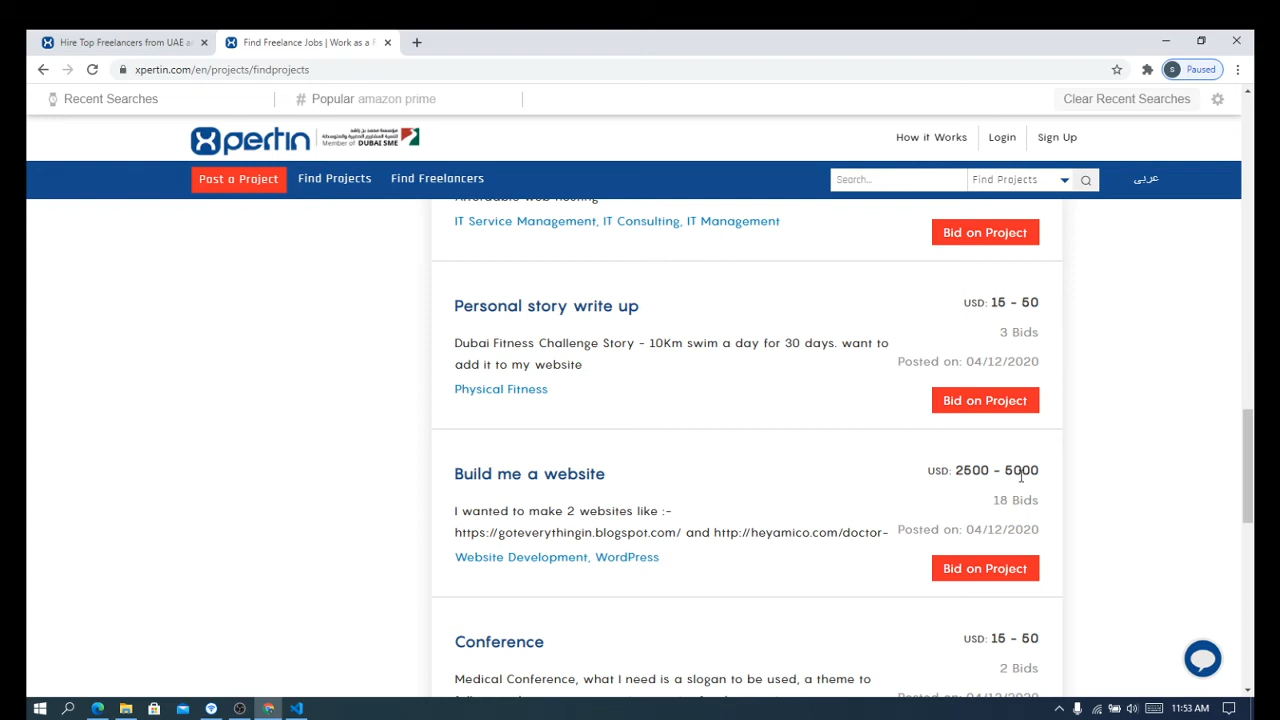 Hire Top Freelancers from UAE a
Find Freelance Jobs | Work as a F
xpertin.com/en/projects/findprojects
S Paused
Recent Searches
# Popular amazon prime
Clear Recent Searches
Xpertin
Member of DUBAI SME
How it Works
Login
Sign Up
Post a Project
Find Projects
Find Freelancers
Search...
Find Projects
عربى
IT Service Management, IT Consulting, IT Management
Bid on Project
Personal story write up
USD: 15 - 50
3 Bids
Dubai Fitness Challenge Story - 10Km swim a day for 30 days. want to
add it to my website
Posted on: 04/12/2020
Physical Fitness
Bid on Project
Build me a website
USD: 2500 - 5000
18 Bids
I wanted to make 2 websites like :-
https://goteverythingin.blogspot.com/ and http://heyamico.com/doctor-
Posted on: 04/12/2020
Website Development, WordPress
Bid on Project
Conference
USD: 15 - 50
2 Bids
Medical Conference, what I need is a slogan to be used, a theme to
11:53 AM